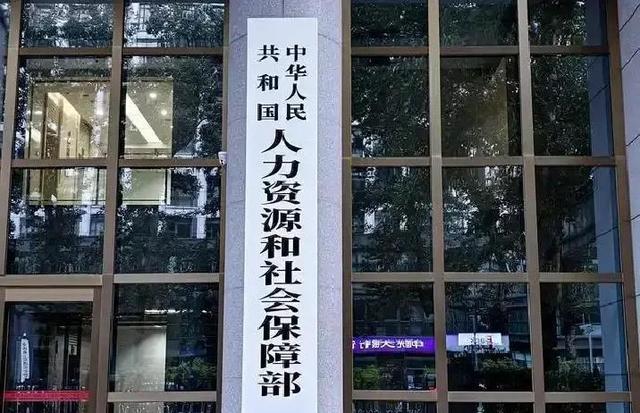 中华人民
共和国
人力资源和社会保障部